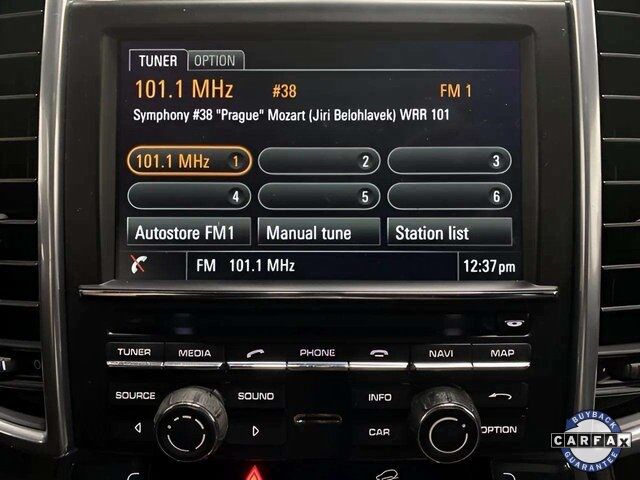 TUNER OPTION
101.1 MHz #38 FM 1
Symphony #38 "Prague" Mozart (Jiri Belohlavek) WRR 101
101.1 MHz 1 2 3
4 5 6
Autostore FM1 Manual tune Station list
FM 101.1 MHz 12:37pm
TUNER MEDIA PHONE NAVI MAP
SOURCE SOUND INFO
CAR OPTION
BUYBACK
CARFAX
GUARANTEE